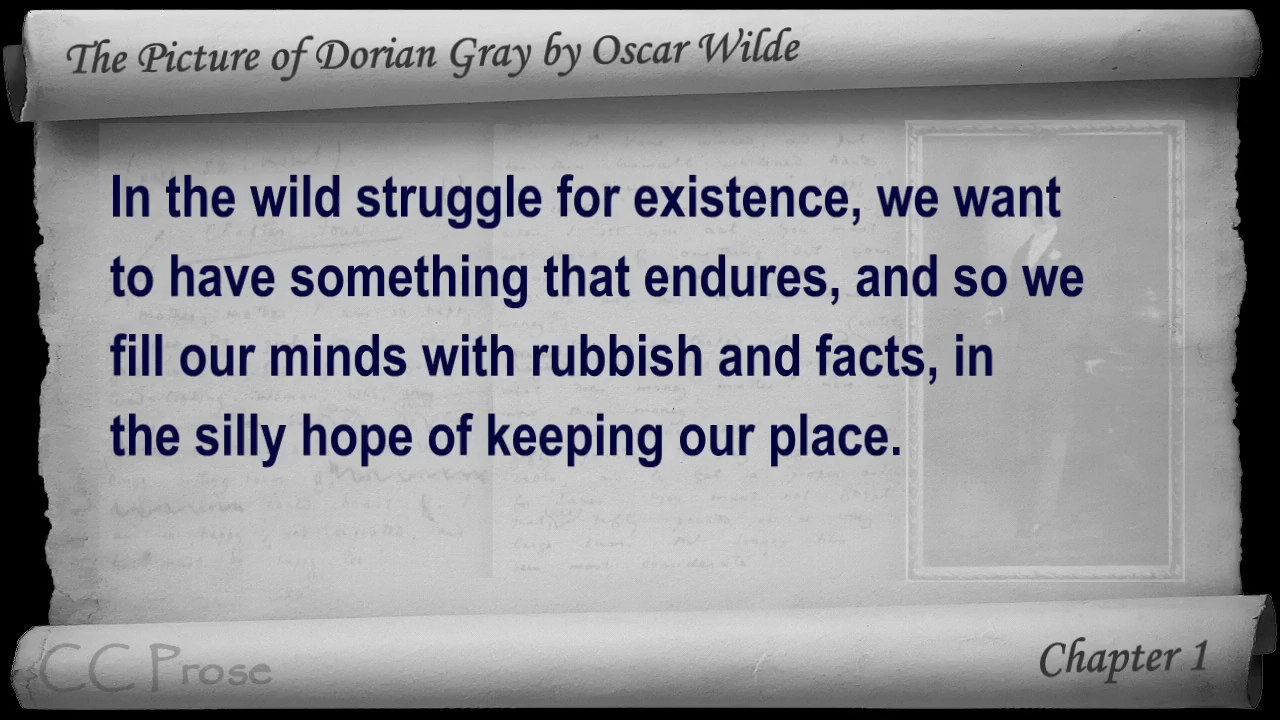 The Picture of Dorian Gray by Oscar Wilde
In the wild struggle for existence, we want
to have something that endures, and so we
fill our minds with rubbish and facts, in
the silly hope of keeping our place.
CC Prose
Chapter 1